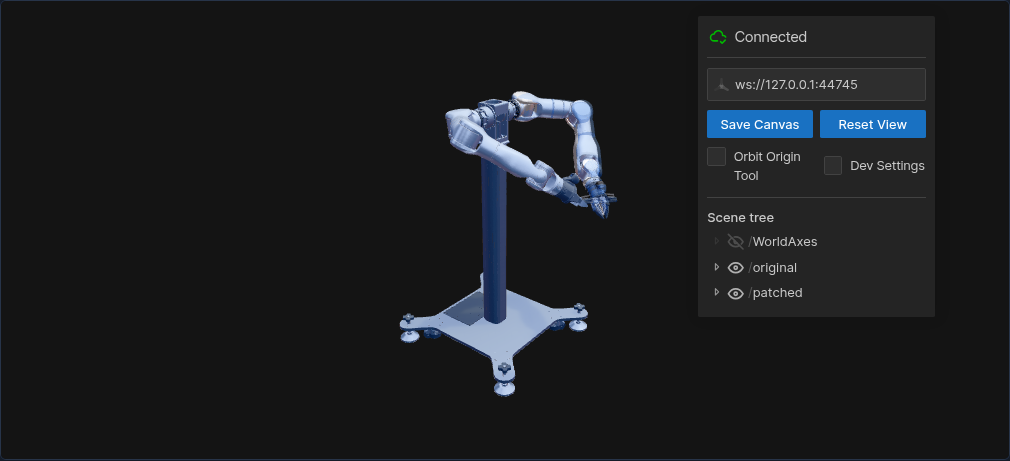 Connected
ws://127.0.0.1:44745
Save Canvas
Reset View
Orbit Origin
Tool
Dev Settings
Scene tree
/WorldAxes
/original
/patched